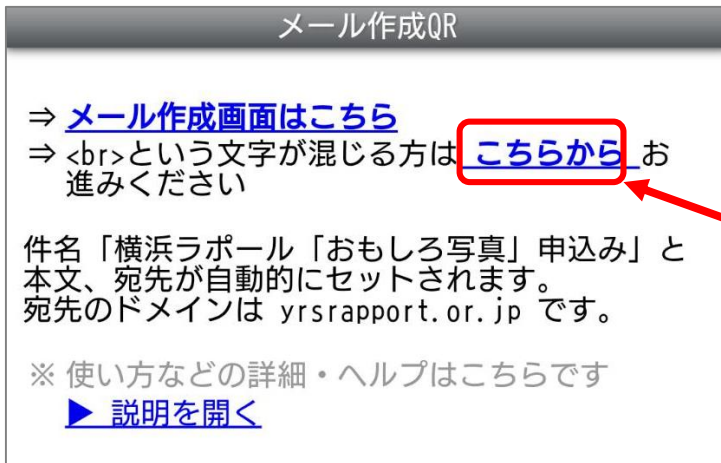 メール作成QR
⇒ メール作成画面はこちら
⇒ <br>という文字が混じる方は こちらから お
進みください
件名「横浜ラポール「おもしろ写真」申込み」と
本文、宛先が自動的にセットされます。
宛先のドメインは yrsrapport.or.jp です。
※ 使い方などの詳細・ヘルプはこちらです
▶ 説明を開く